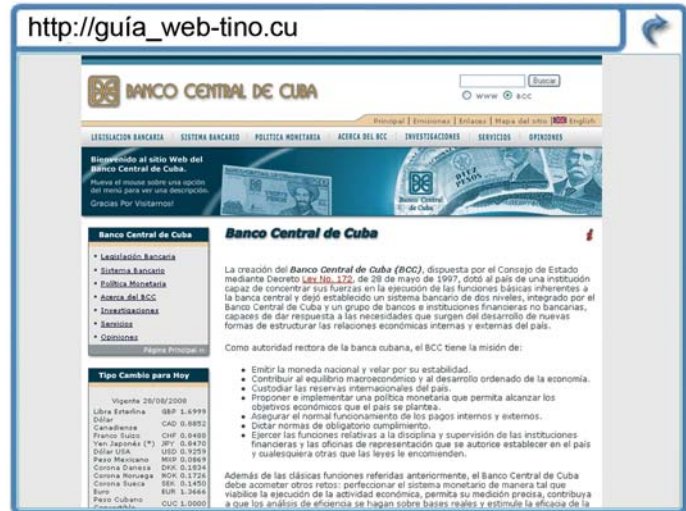 http://guía_web-tino.cu
BANCO CENTRAL DE CUBA
Buscar
www BCC
Principal | Emisiones | Enlaces | Mapa del sitio | English
LEGISLACION BANCARIA SISTEMA BANCARIO POLITICA MONETARIA ACERCA DEL BCC INVESTIGACIONES SERVICIOS OPINIONES
Bienvenido al sitio Web del
Banco Central de Cuba.
Mueva el mouse sobre una opción
del menú para ver una descripción.
Gracias Por Visitarnos!
DIEZ
PESOS
Banco Central
de Cuba
Banco Central de Cuba
• Legislación Bancaria
• Sistema Bancario
• Política Monetaria
• Acerca del BCC
• Investigaciones
• Servicios
• Opiniones
Página Principal »
Tipo Cambio para Hoy
Vigente 28/08/2008
Libra Esterlina GBP 1.6999
Dólar
Canadiense CAD 0.8852
Franco Suizo CHF 0.8480
Yen Japonés (*) JPY 0.8470
Dólar USA USD 0.9259
Peso Mexicano MXP 0.0869
Corona Danesa DKK 0.1834
Corona Noruega NOK 0.1726
Corona Sueca SEK 0.1450
Euro EUR 1.3666
Peso Cubano
Convertible CUC 1.0000
Banco Central de Cuba
i
La creación del Banco Central de Cuba (BCC), dispuesta por el Consejo de Estado
mediante Decreto Ley No. 172, de 28 de mayo de 1997, dotó al país de una institución
capaz de concentrar sus fuerzas en la ejecución de las funciones básicas inherentes a
la banca central y dejó establecido un sistema bancario de dos niveles, integrado por el
Banco Central de Cuba y un grupo de bancos e instituciones financieras no bancarias,
capaces de dar respuesta a las necesidades que surgen del desarrollo de nuevas
formas de estructurar las relaciones económicas internas y externas del país.
Como autoridad rectora de la banca cubana, el BCC tiene la misión de:
• Emitir la moneda nacional y velar por su estabilidad.
• Contribuir al equilibrio macroeconómico y al desarrollo ordenado de la economía.
• Custodiar las reservas internacionales del país.
• Proponer e implementar una política monetaria que permita alcanzar los
objetivos económicos que el país se plantea.
• Asegurar el normal funcionamiento de los pagos internos y externos.
• Dictar normas de obligatorio cumplimiento.
• Ejercer las funciones relativas a la disciplina y supervisión de las instituciones
financieras y las oficinas de representación que se autorice establecer en el país
y cualesquiera otras que las leyes le encomienden.
Además de las clásicas funciones referidas anteriormente, el Banco Central de Cuba
debe acometer otros retos: perfeccionar el sistema monetario de manera tal que
viabilice la ejecución de la actividad económica, permita su medición precisa, contribuya
a que los análisis de eficiencia se hagan sobre bases reales y estimule la eficacia de la